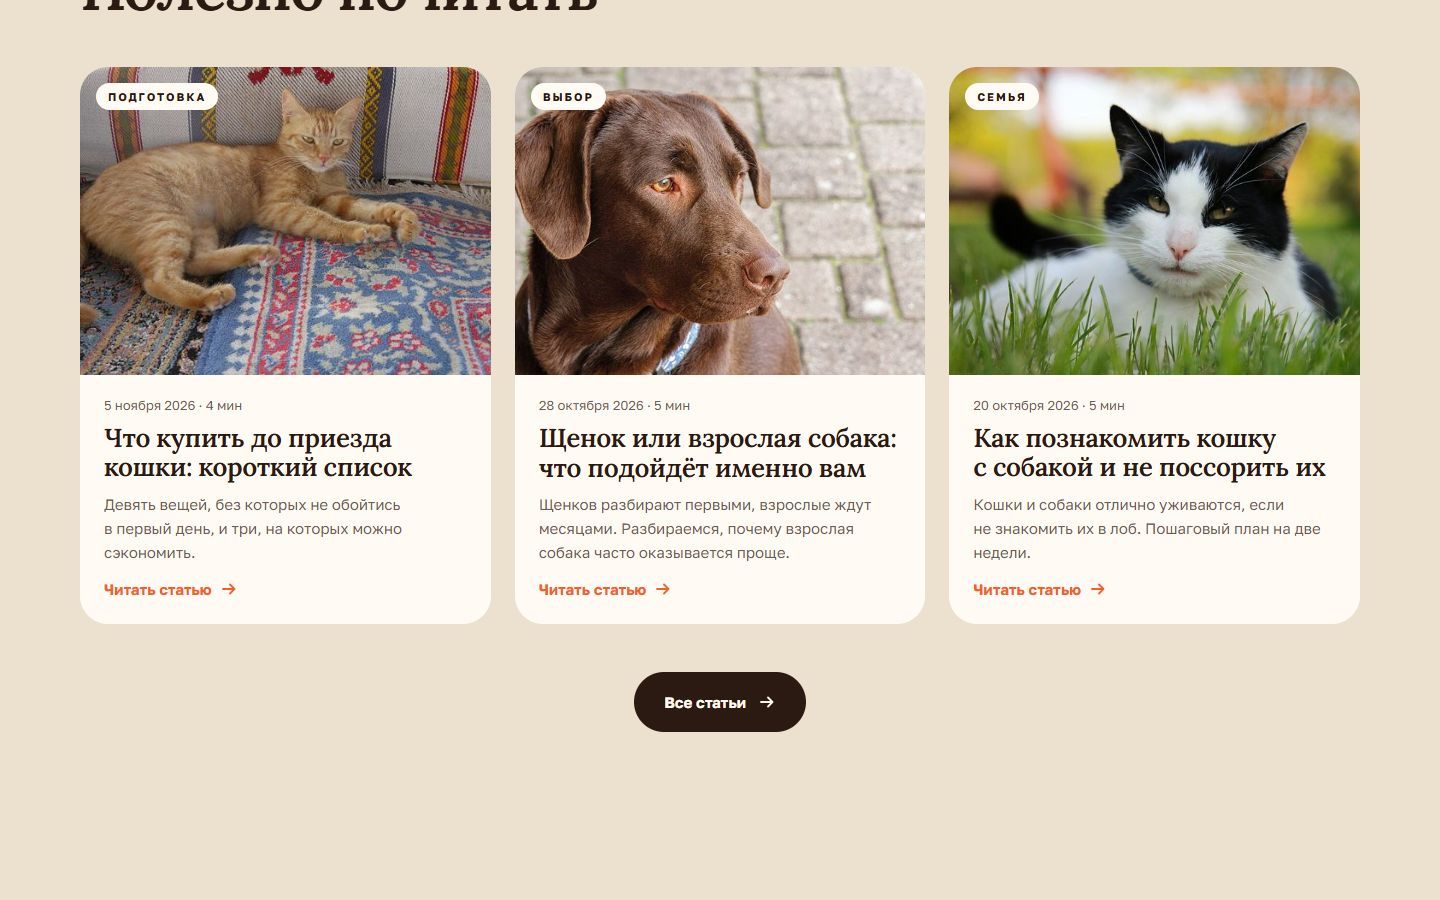 Полезно почитать
ПОДГОТОВКА
5 ноября 2026 · 4 мин
Что купить до приезда
кошки: короткий список
Девять вещей, без которых не обойтись
в первый день, и три, на которых можно
сэкономить.
Читать статью →
ВЫБОР
28 октября 2026 · 5 мин
Щенок или взрослая собака:
что подойдёт именно вам
Щенков разбирают первыми, взрослые ждут
месяцами. Разбираемся, почему взрослая
собака часто оказывается проще.
Читать статью →
СЕМЬЯ
20 октября 2026 · 5 мин
Как познакомить кошку
с собакой и не поссорить их
Кошки и собаки отлично уживаются, если
не знакомить их в лоб. Пошаговый план на две
недели.
Читать статью →
Все статьи →